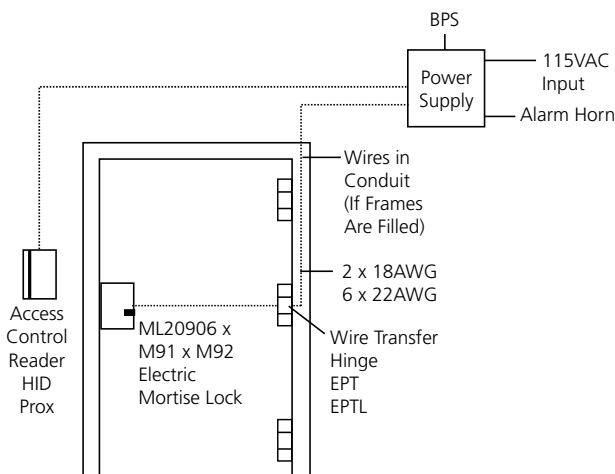 BPS
Power
Supply
115VAC
Input
Alarm Horn
Wires in
Conduit
(If Frames
Are Filled)
2 x 18AWG
6 x 22AWG
Access
Control
Reader
HID
Prox
ML20906 x
M91 x M92
Electric
Mortise Lock
Wire Transfer
Hinge
EPT
EPTL